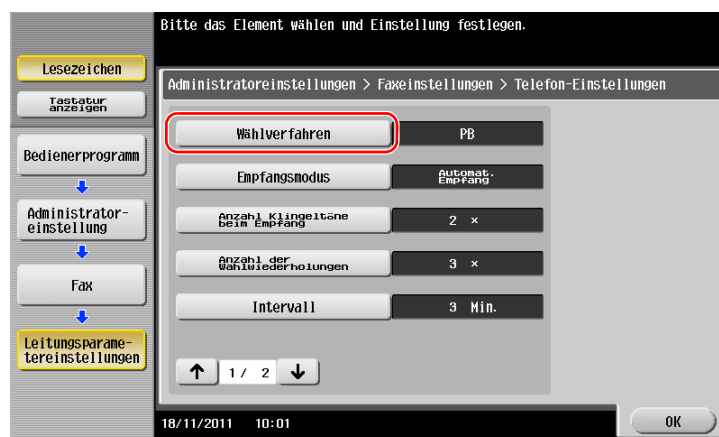 Bitte das Element wählen und Einstellung festlegen.
Lesezeichen
Tastatur
anzeigen
Bedienerprogramm
Administrator-
einstellung
Fax
Leitungsparame-
tereinstellungen
Administratoreinstellungen > Faxeinstellungen > Telefon-Einstellungen
Wählverfahren
PB
Empfangsmodus
Automat.
Empfang
Anzahl Klingeltöne
beim Empfang
2 ×
Anzahl der
Wahlwiederholungen
3 ×
Intervall
3 Min.
↑ 1/ 2 ↓
18/11/2011 10:01
OK